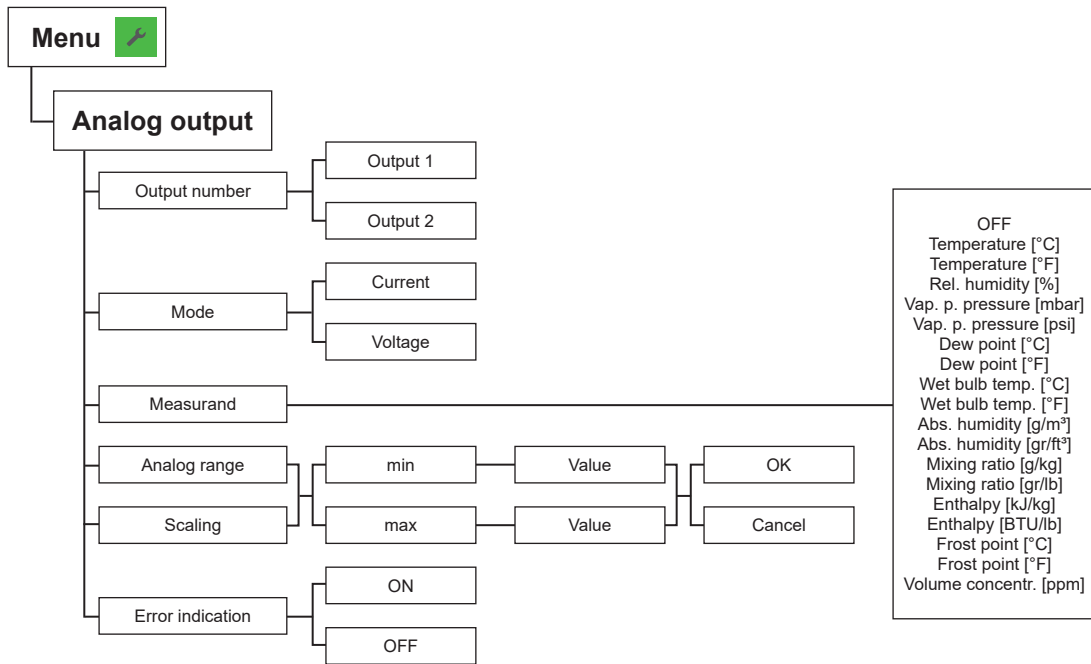 Menu
Analog output
Output number
Output 1
Output 2
Mode
Current
Voltage
Measurand
OFF
Temperature [°C]
Temperature [°F]
Rel. humidity [%]
Vap. p. pressure [mbar]
Vap. p. pressure [psi]
Dew point [°C]
Dew point [°F]
Wet bulb temp. [°C]
Wet bulb temp. [°F]
Abs. humidity [g/m³]
Abs. humidity [gr/ft³]
Mixing ratio [g/kg]
Mixing ratio [gr/lb]
Enthalpy [kJ/kg]
Enthalpy [BTU/lb]
Frost point [°C]
Frost point [°F]
Volume concentr. [ppm]
Analog range
Scaling
min
Value
max
Value
OK
Cancel
Error indication
ON
OFF